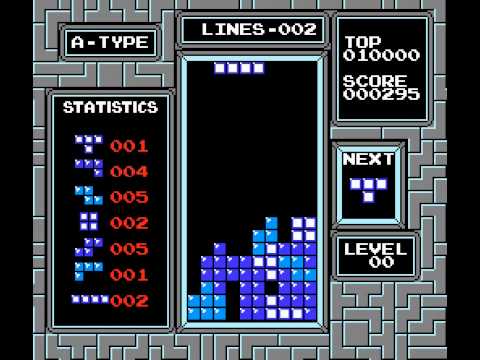 LINES-002
A-TYPE
TOP
010000
SCORE
000295
STATISTICS
001
004
005
002
005
001
002
NEXT
LEVEL
00